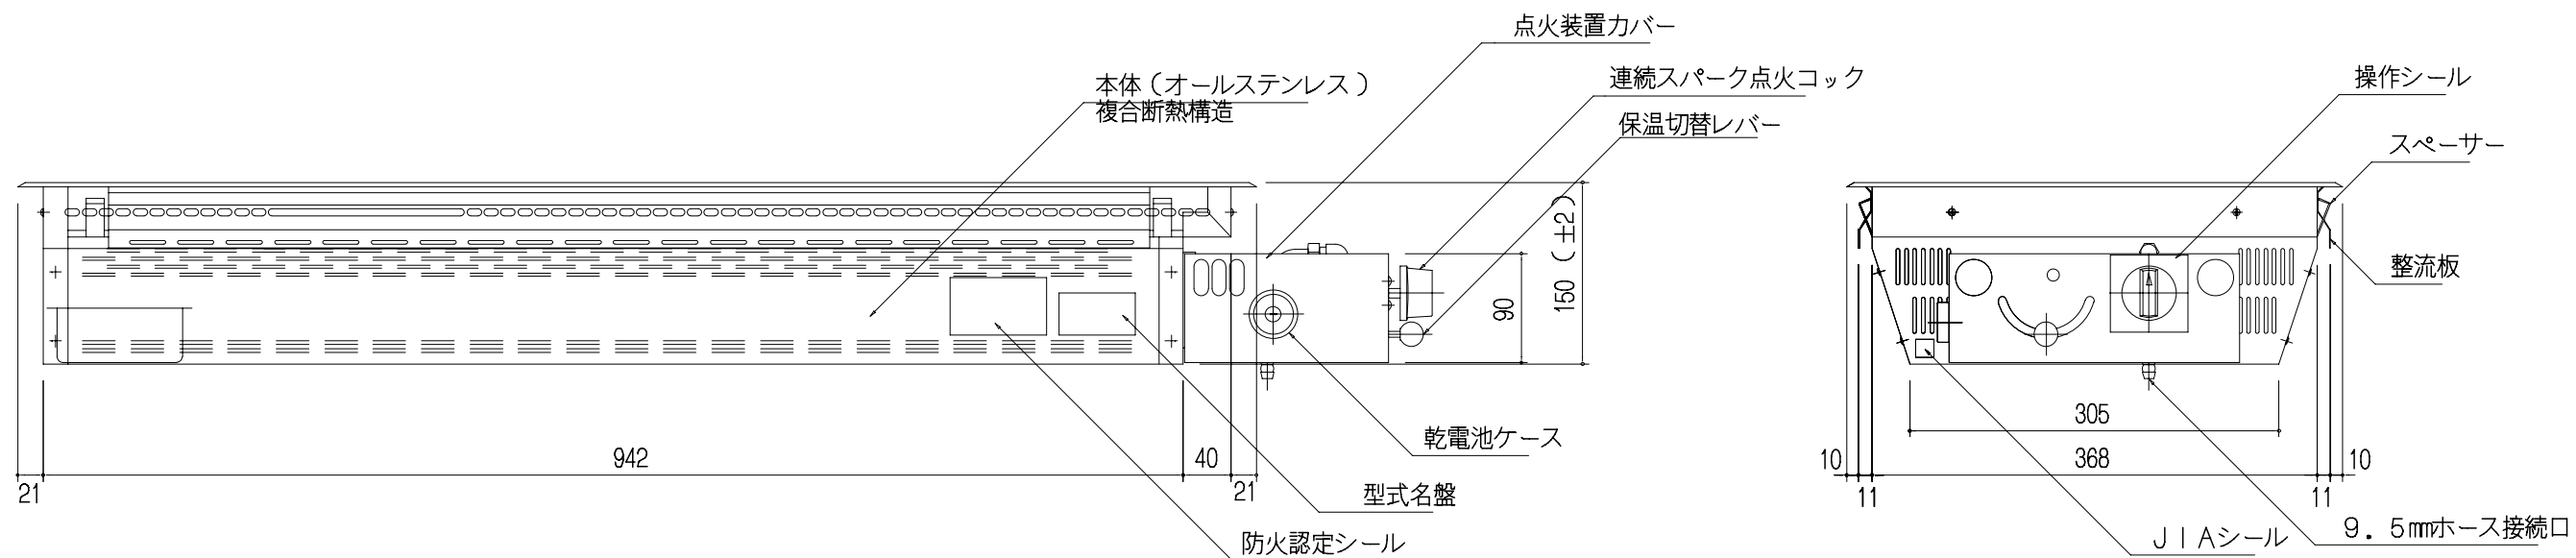 点火装置カバー
本体（オールステンレス）
複合断熱構造
連続スパーク点火コック
保温切替レバー
操作シール
スペーサー
整流板
150（±2）
90
乾電池ケース
305
942
40
10
368
10
21
21
11
11
型式名盤
防火認定シール
JIAシール
9．5㎜ホース接続口